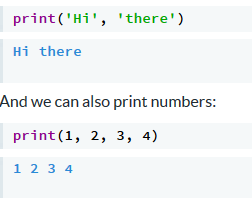 print('Hi', 'there')
Hi there
And we can also print numbers:
print(1, 2, 3, 4)
1 2 3 4